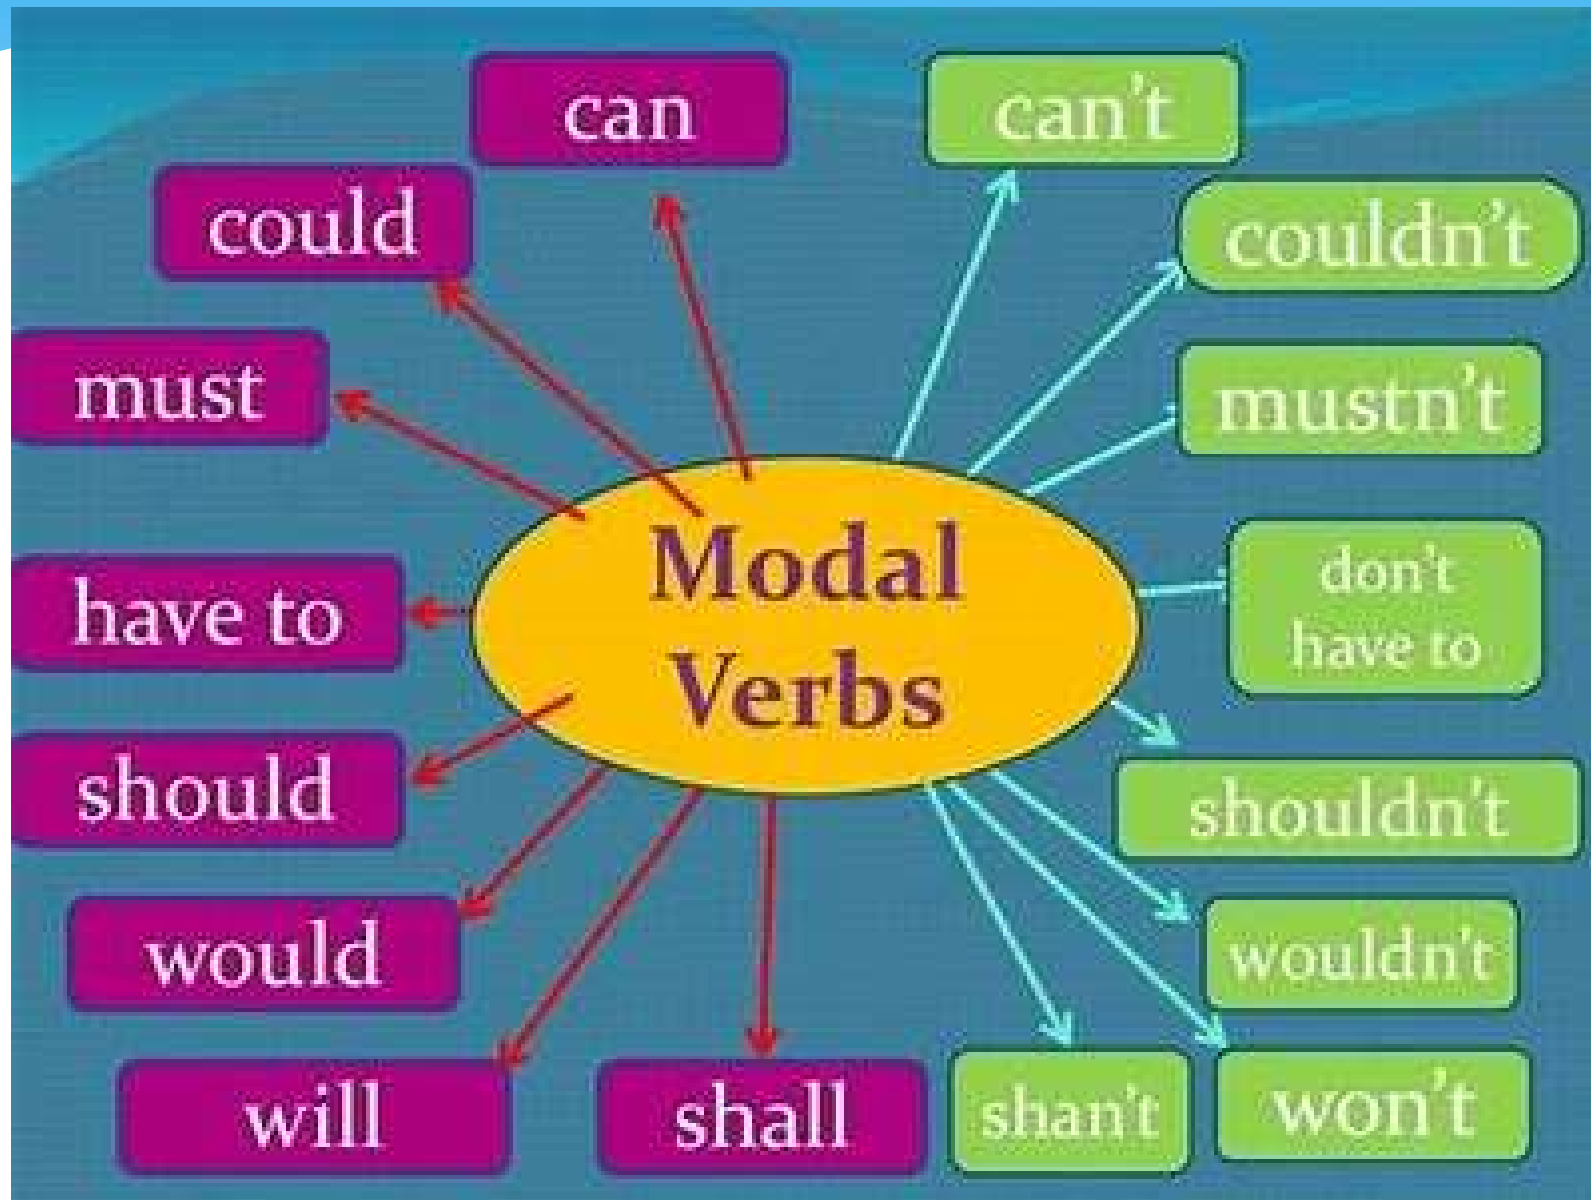 can
can't
could
couldn't
must
mustn't
Modal
Verbs
have to
don't
have to
should
shouldn't
would
wouldn't
will
shall
shan't
won't